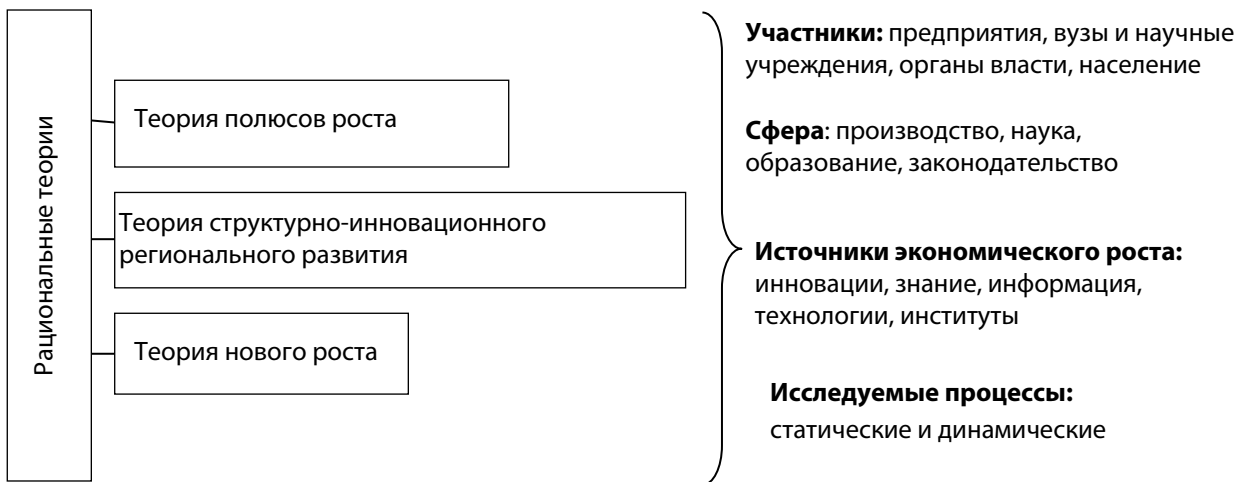 Рациональные теории
Теория полюсов роста
Теория структурно-инновационного
регионального развития
Теория нового роста
Участники: предприятия, вузы и научные
учреждения, органы власти, население
Сфера: производство, наука,
образование, законодательство
Источники экономического роста:
инновации, знание, информация,
технологии, институты
Исследуемые процессы:
статические и динамические